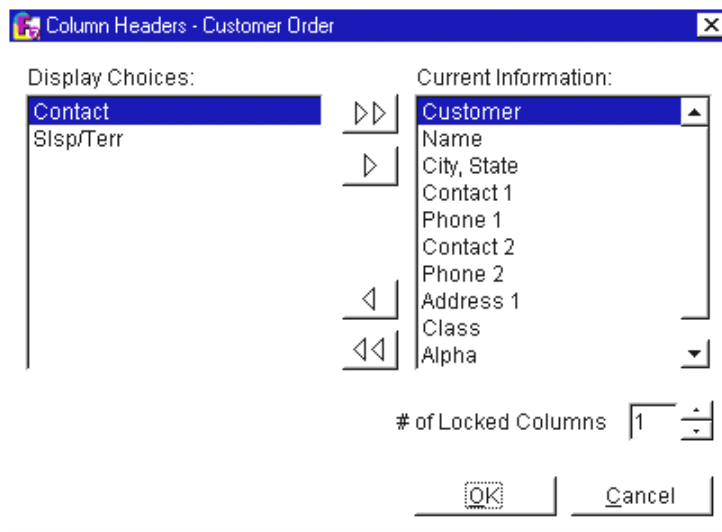 Column Headers - Customer Order
Display Choices:
Contact
Slsp/Terr
Current Information:
Customer
Name
City, State
Contact 1
Phone 1
Contact 2
Phone 2
Address 1
Class
Alpha
# of Locked Columns 1
OK Cancel